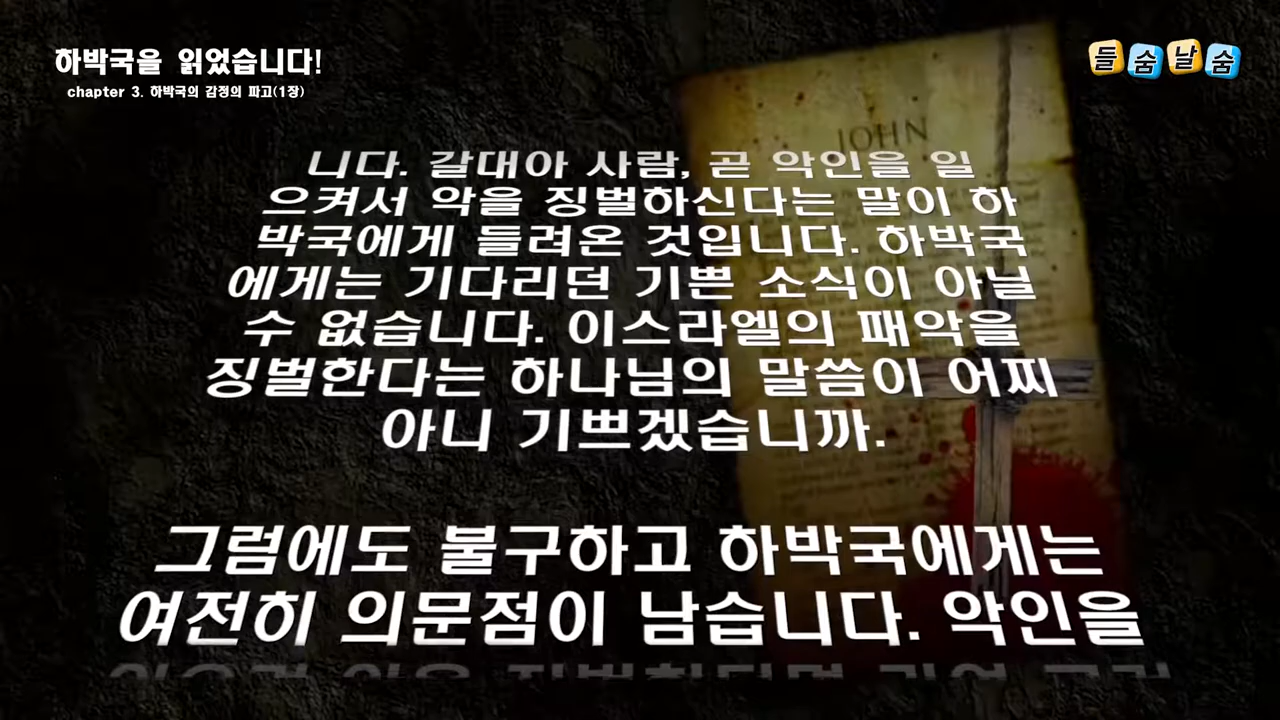 하박국을 읽었습니다!
chapter 3. 하박국의 감정의 파고(1장)
들숨날숨
JOHN
니다. 갈대아 사람, 곧 악인을 일
으켜서 악을 징벌하신다는 말이 하
박국에게 들려온 것입니다. 하박국
에게는 기다리던 기쁜 소식이 아닐
수 없습니다. 이스라엘의 패악을
징벌한다는 하나님의 말씀이 어찌
아니 기쁘겠습니까.
그럼에도 불구하고 하박국에게는
여전히 의문점이 남습니다. 악인을